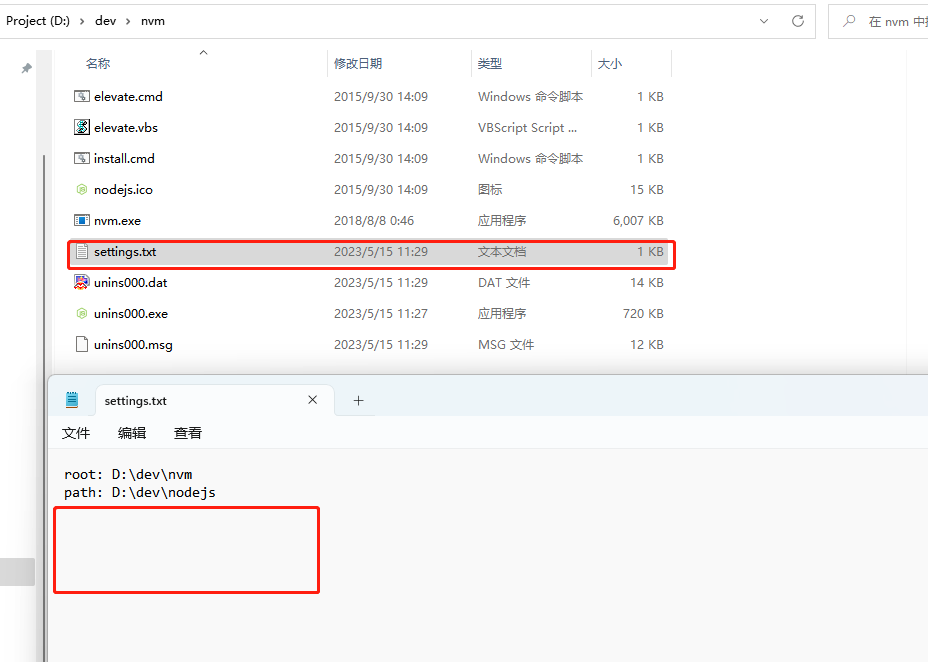 Project (D:) › dev › nvm
在 nvm 中
名称 修改日期 类型 大小
elevate.cmd 2015/9/30 14:09 Windows 命令脚本 1 KB
elevate.vbs 2015/9/30 14:09 VBScript Script ... 1 KB
install.cmd 2015/9/30 14:09 Windows 命令脚本 1 KB
nodejs.ico 2015/9/30 14:09 图标 15 KB
nvm.exe 2018/8/8 0:46 应用程序 6,007 KB
settings.txt 2023/5/15 11:29 文本文档 1 KB
unins000.dat 2023/5/15 11:29 DAT 文件 14 KB
unins000.exe 2023/5/15 11:27 应用程序 720 KB
unins000.msg 2023/5/15 11:29 MSG 文件 12 KB
settings.txt
文件 编辑 查看
root: D:\dev\nvm
path: D:\dev\nodejs